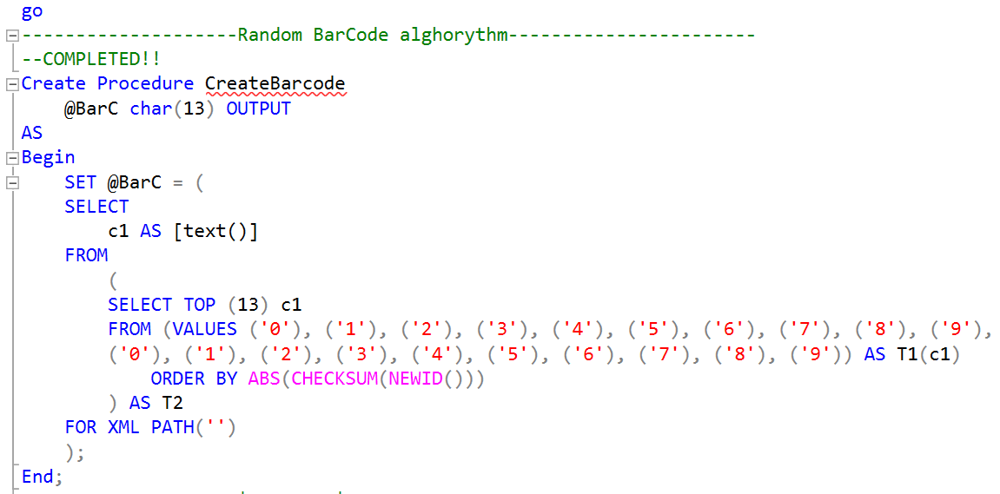 go
--------------------Random BarCode alghorythm-----------------------
--COMPLETED!!
Create Procedure CreateBarcode
    @BarC char(13) OUTPUT
AS
Begin
    SET @BarC = (
    SELECT
        c1 AS [text()]
    FROM
        (
        SELECT TOP (13) c1
        FROM (VALUES ('0'), ('1'), ('2'), ('3'), ('4'), ('5'), ('6'), ('7'), ('8'), ('9'),
        ('0'), ('1'), ('2'), ('3'), ('4'), ('5'), ('6'), ('7'), ('8'), ('9')) AS T1(c1)
            ORDER BY ABS(CHECKSUM(NEWID()))
        ) AS T2
    FOR XML PATH('')
    );
End;